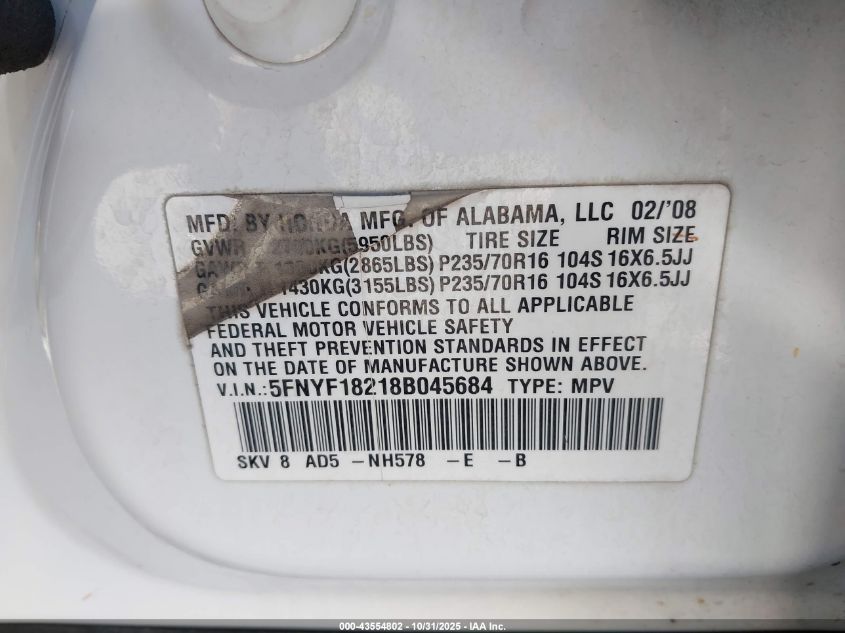 MFD. BY HONDA MFG. OF ALABAMA, LLC 02/'08
GVWR (5950LBS) TIRE SIZE RIM SIZE
KG(2865LBS) P235/70R16 104S 16X6.5JJ
1430KG(3155LBS) P235/70R16 104S 16X6.5JJ
THIS VEHICLE CONFORMS TO ALL APPLICABLE
FEDERAL MOTOR VEHICLE SAFETY
AND THEFT PREVENTION STANDARDS IN EFFECT
ON THE DATE OF MANUFACTURE SHOWN ABOVE.
V.I.N.: 5FNYF18218B045684 TYPE: MPV
SKV 8 AD5 -NH578 -E -B
000-43554802 - 10/31/2025 - IAA Inc.